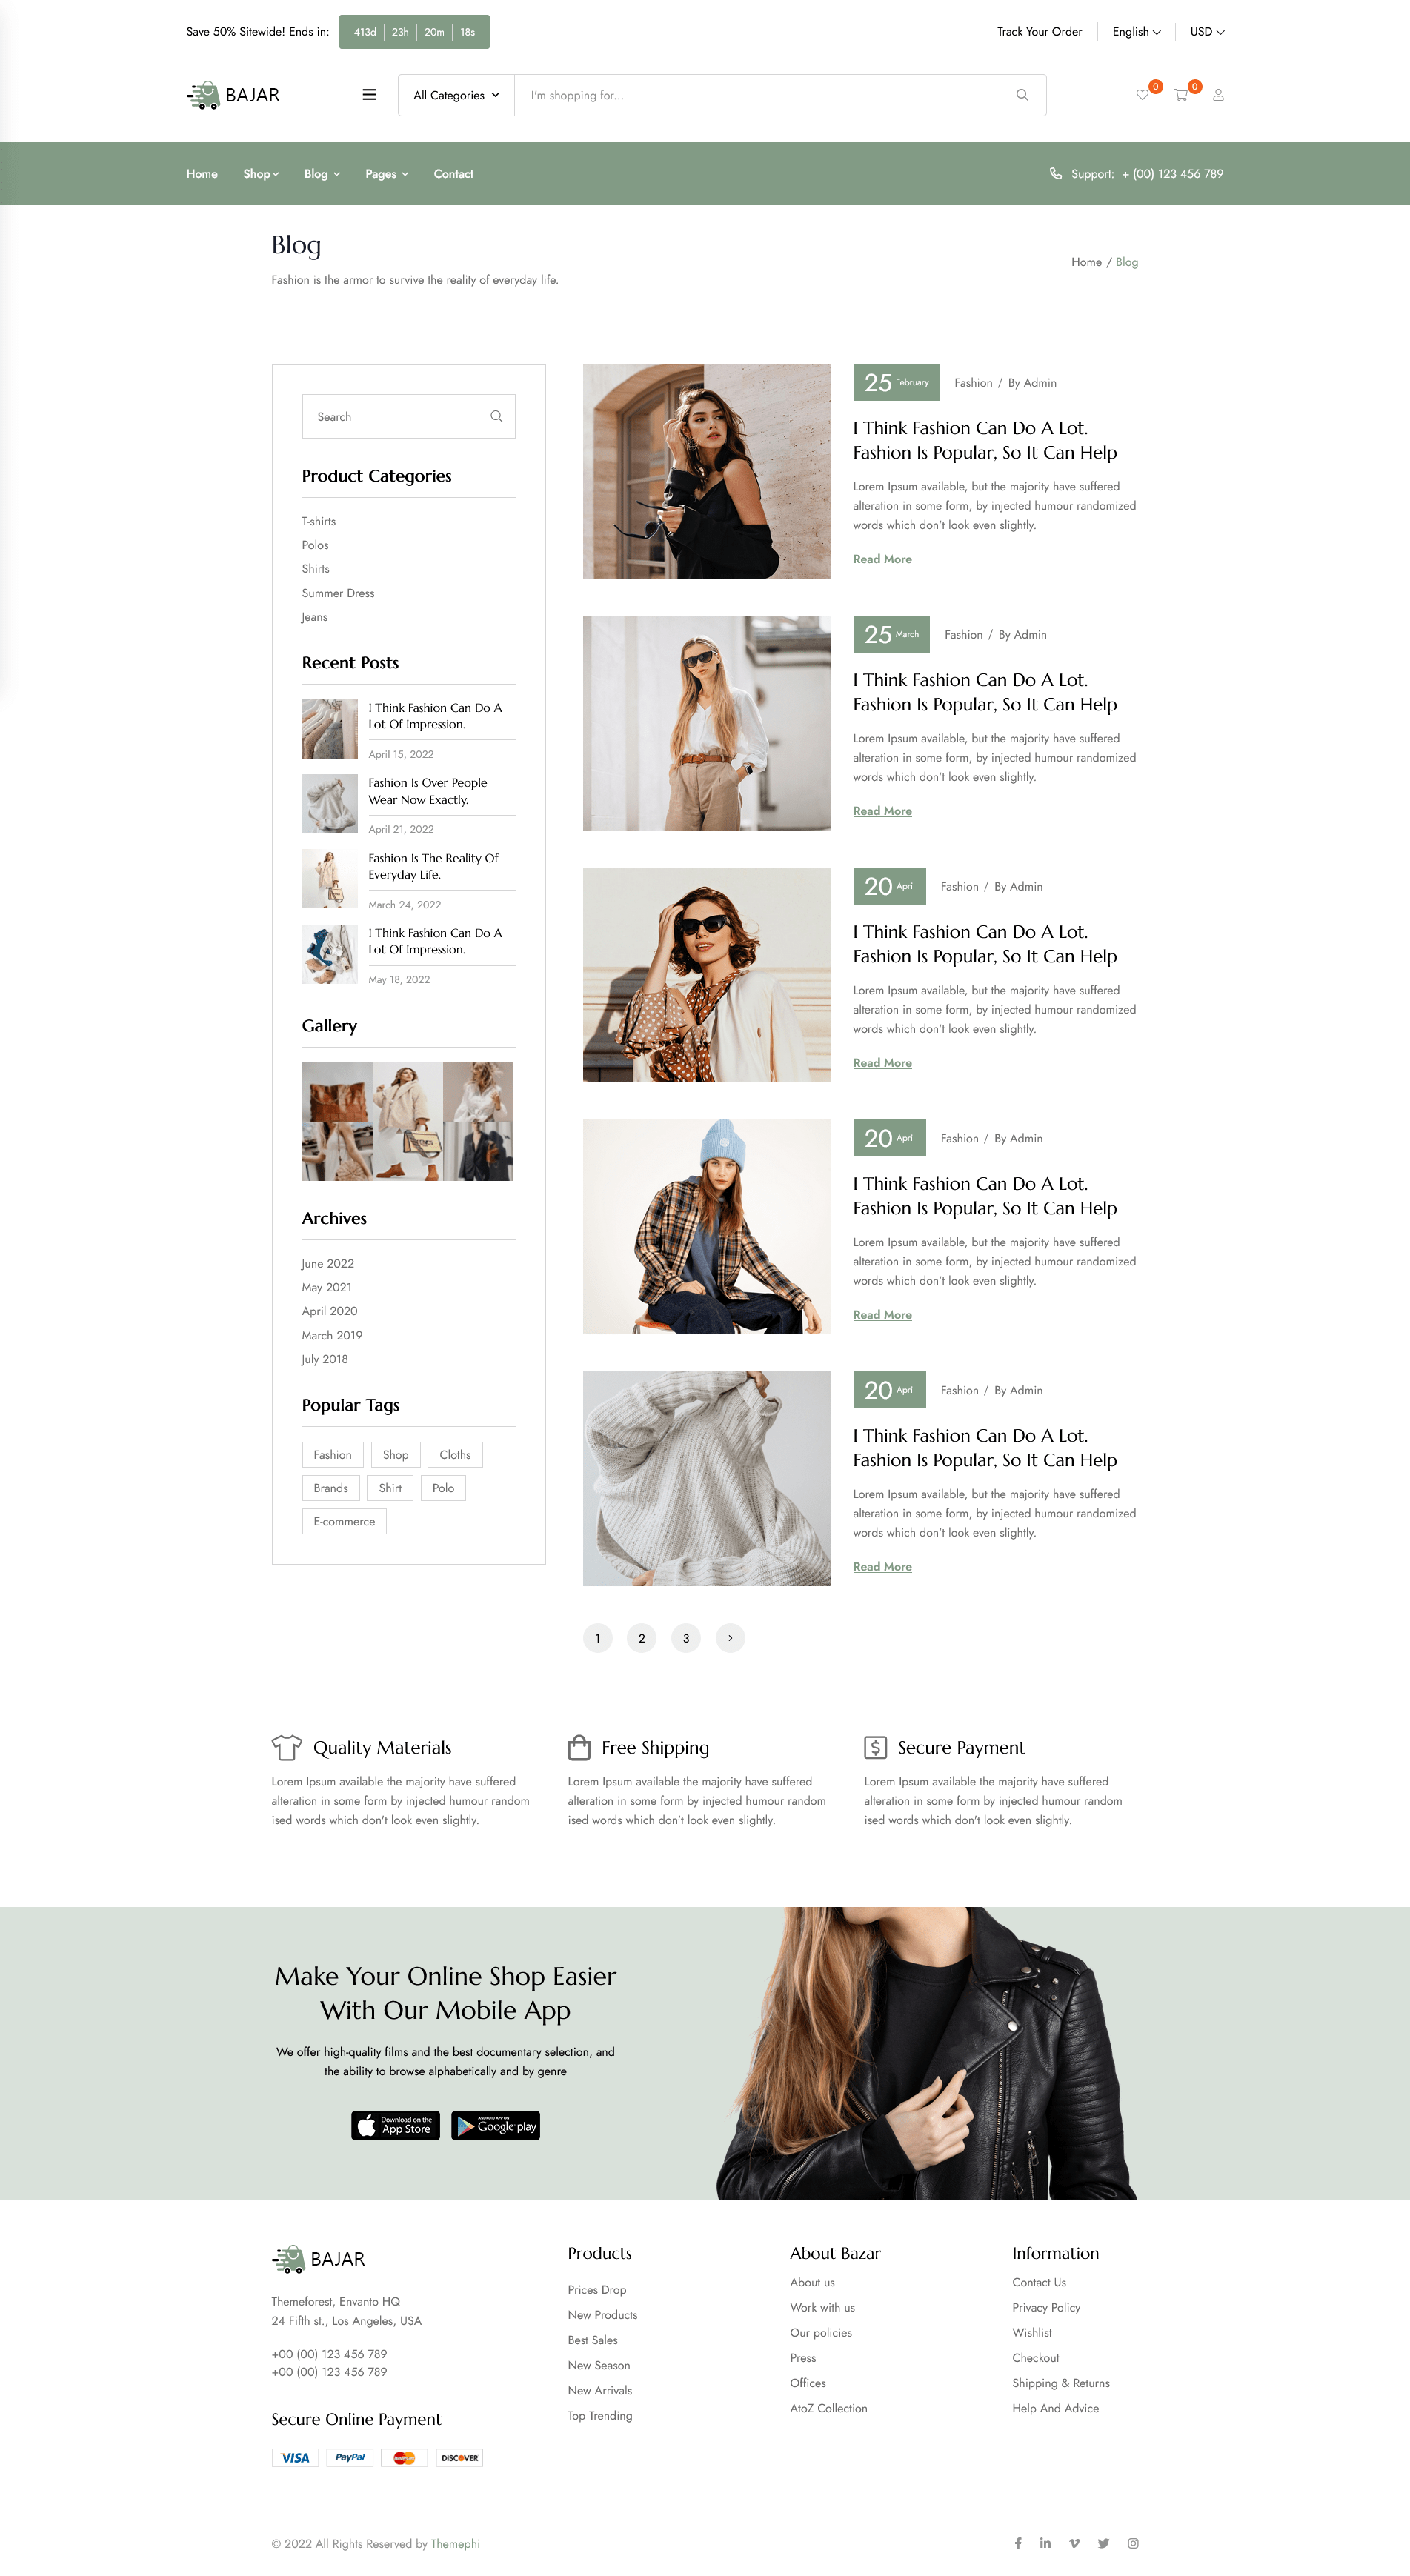 Save 50% Sitewide! Ends in: 413d 23h 20m 18s
Track Your Order English USD
BAJAR
All Categories
I'm shopping for...
0
0
Home Shop Blog Pages Contact
Support: + (00) 123 456 789
Blog
Fashion is the armor to survive the reality of everyday life.
Home / Blog
Search
Product Categories
T-shirts
Polos
Shirts
Summer Dress
Jeans
Recent Posts
I Think Fashion Can Do A
Lot Of Impression.
April 15, 2022
Fashion Is Over People
Wear Now Exactly.
April 21, 2022
Fashion Is The Reality Of
Everyday Life.
March 24, 2022
I Think Fashion Can Do A
Lot Of Impression.
May 18, 2022
Gallery
Archives
June 2022
May 2021
April 2020
March 2019
July 2018
Popular Tags
Fashion Shop Cloths
Brands Shirt Polo
E-commerce
25 February Fashion / By Admin
I Think Fashion Can Do A Lot.
Fashion Is Popular, So It Can Help
Lorem Ipsum available, but the majority have suffered
alteration in some form, by injected humour randomized
words which don't look even slightly.
Read More
25 March Fashion / By Admin
I Think Fashion Can Do A Lot.
Fashion Is Popular, So It Can Help
Lorem Ipsum available, but the majority have suffered
alteration in some form, by injected humour randomized
words which don't look even slightly.
Read More
20 April Fashion / By Admin
I Think Fashion Can Do A Lot.
Fashion Is Popular, So It Can Help
Lorem Ipsum available, but the majority have suffered
alteration in some form, by injected humour randomized
words which don't look even slightly.
Read More
20 April Fashion / By Admin
I Think Fashion Can Do A Lot.
Fashion Is Popular, So It Can Help
Lorem Ipsum available, but the majority have suffered
alteration in some form, by injected humour randomized
words which don't look even slightly.
Read More
20 April Fashion / By Admin
I Think Fashion Can Do A Lot.
Fashion Is Popular, So It Can Help
Lorem Ipsum available, but the majority have suffered
alteration in some form, by injected humour randomized
words which don't look even slightly.
Read More
1 2 3
Quality Materials
Lorem Ipsum available the majority have suffered
alteration in some form by injected humour random
ised words which don't look even slightly.
Free Shipping
Lorem Ipsum available the majority have suffered
alteration in some form by injected humour random
ised words which don't look even slightly.
Secure Payment
Lorem Ipsum available the majority have suffered
alteration in some form by injected humour random
ised words which don't look even slightly.
Make Your Online Shop Easier
With Our Mobile App
We offer high-quality films and the best documentary selection, and
the ability to browse alphabetically and by genre
Download on the
App Store
ANDROID APP ON
Google play
BAJAR
Themeforest, Envanto HQ
24 Fifth st., Los Angeles, USA
+00 (00) 123 456 789
+00 (00) 123 456 789
Secure Online Payment
VISA PayPal MasterCard DISCOVER
Products
Prices Drop
New Products
Best Sales
New Season
New Arrivals
Top Trending
About Bazar
About us
Work with us
Our policies
Press
Offices
AtoZ Collection
Information
Contact Us
Privacy Policy
Wishlist
Checkout
Shipping & Returns
Help And Advice
© 2022 All Rights Reserved by Themephi